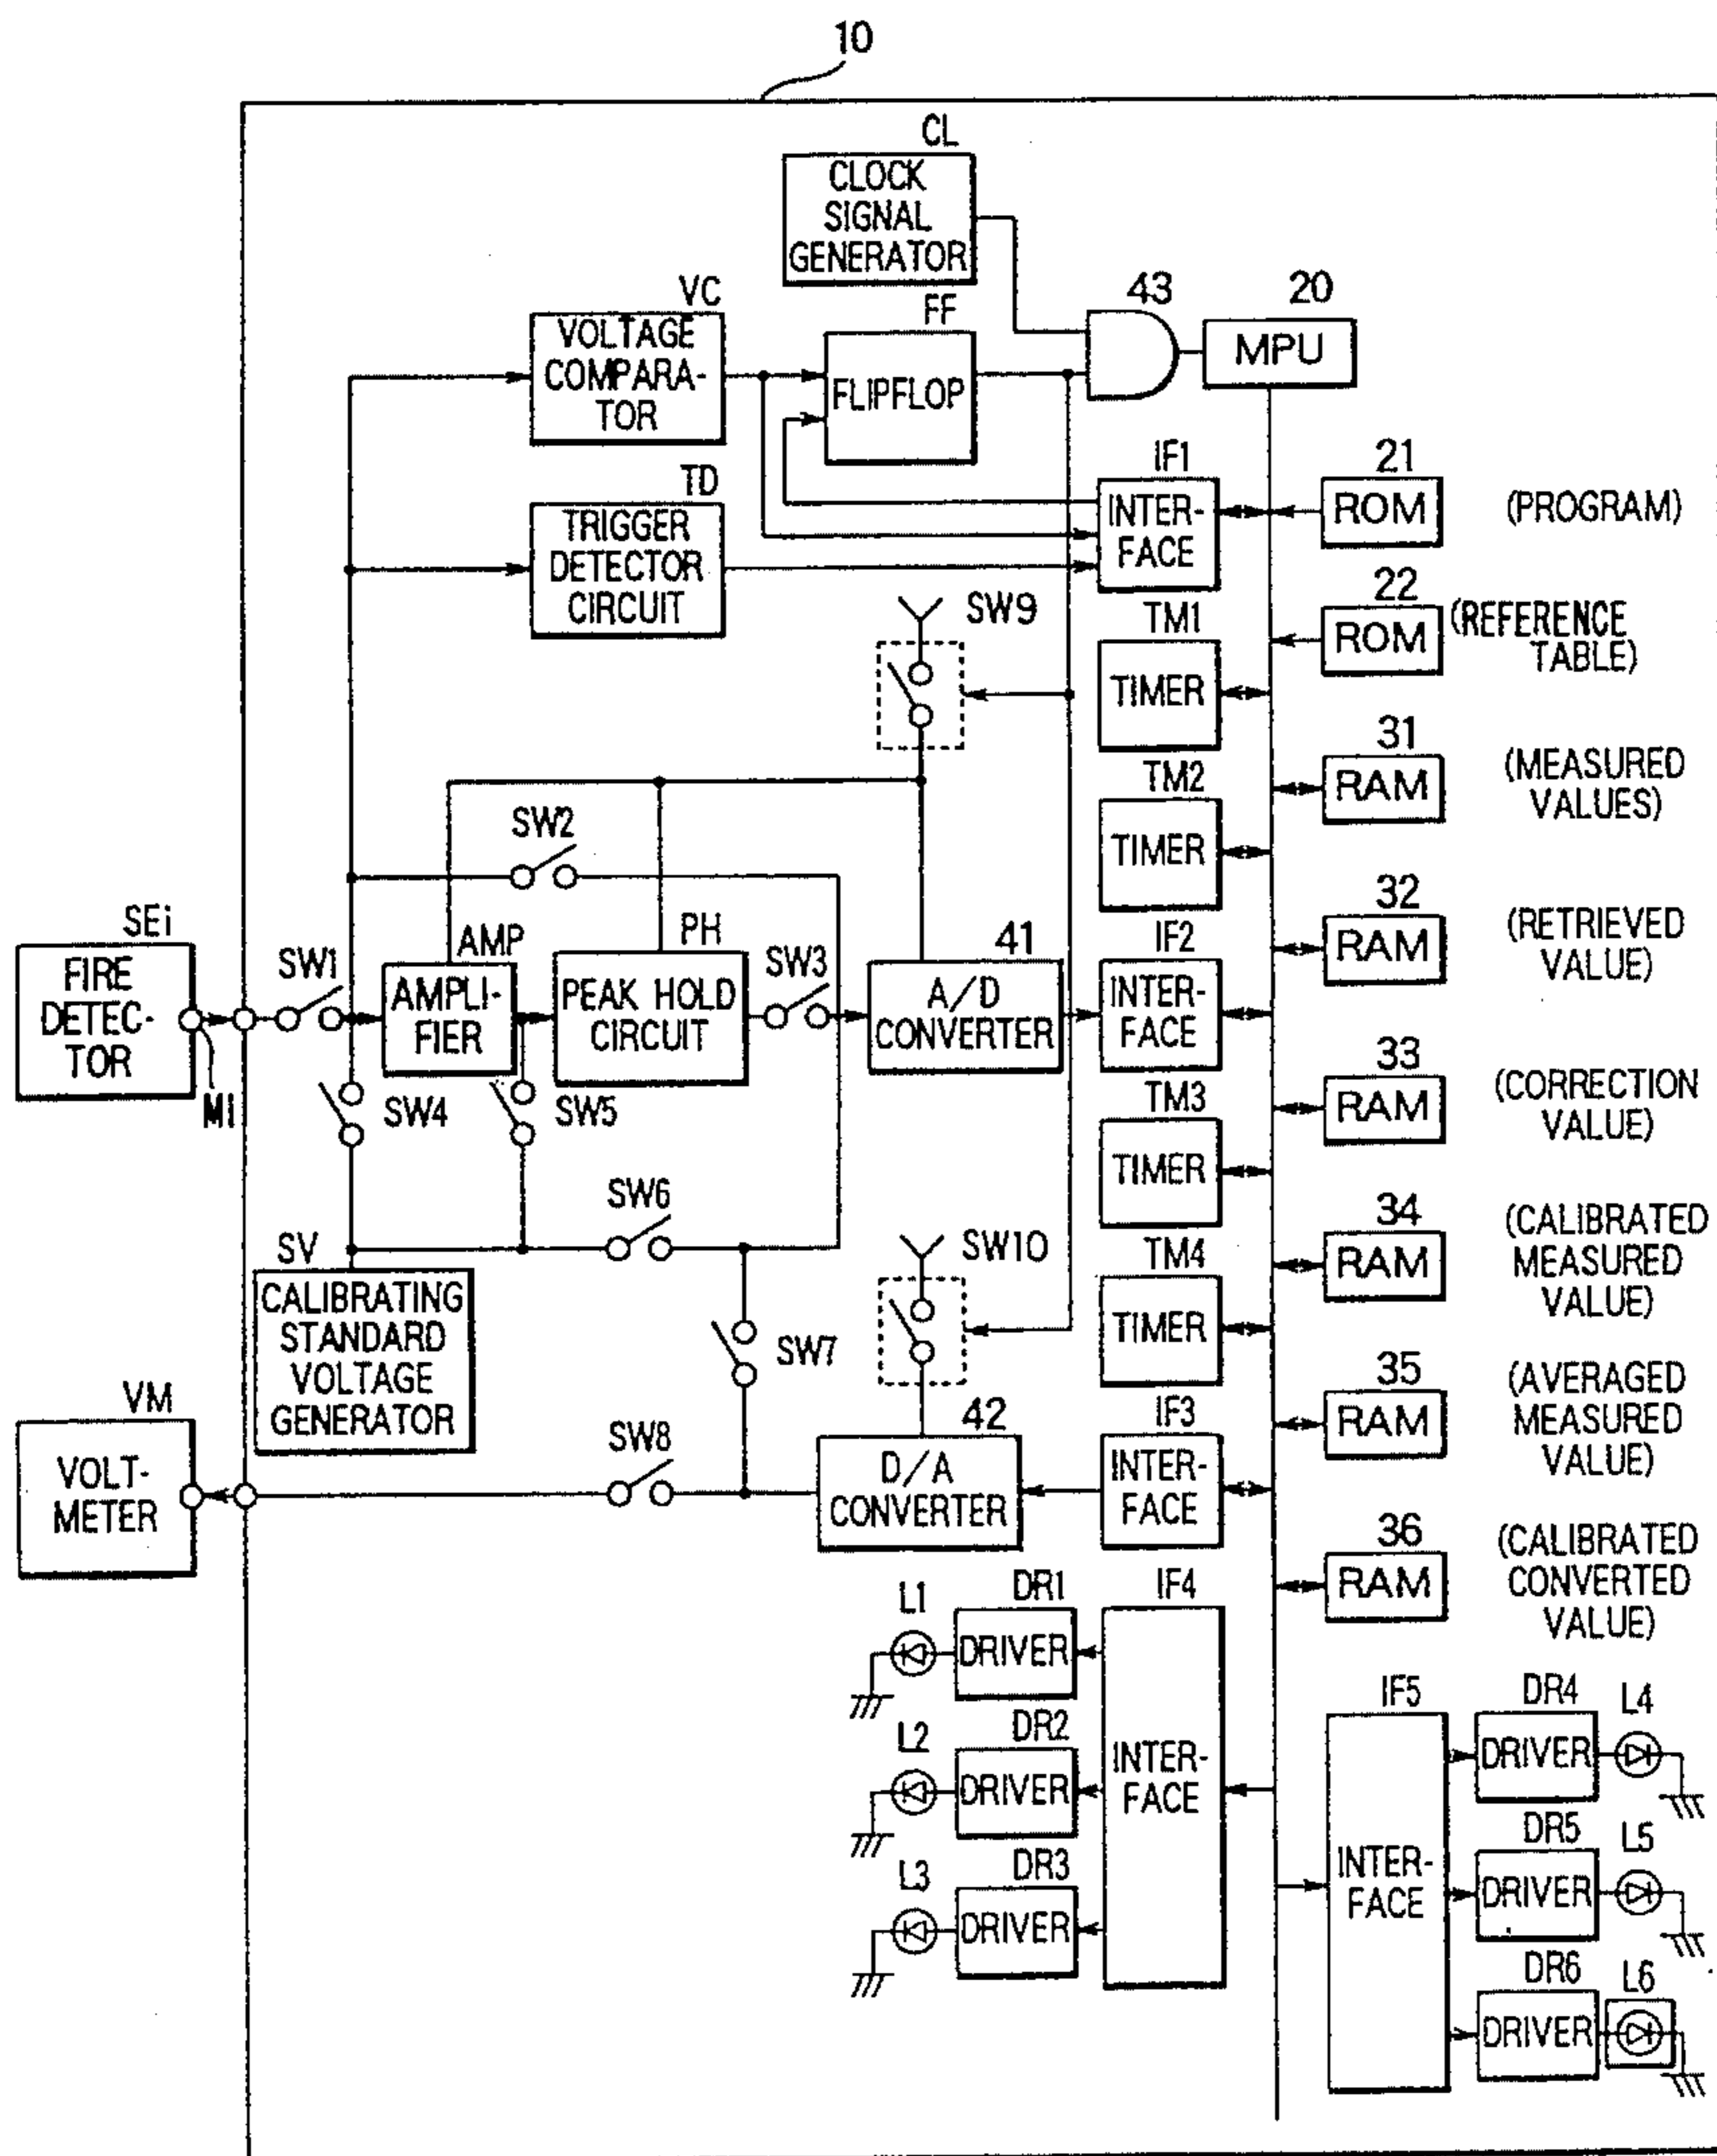 10
CL
CLOCK
SIGNAL
GENERATOR
VC
VOLTAGE
COMPARA-
TOR
FF
FLIPFLOP
43
20
MPU
TD
TRIGGER
DETECTOR
CIRCUIT
IF1
INTER-
FACE
21
ROM
(PROGRAM)
22
ROM
(REFERENCE
TABLE)
SW9
TM1
TIMER
31
RAM
(MEASURED
VALUES)
TM2
TIMER
SW2
32
RAM
(RETRIEVED
VALUE)
SEi
FIRE
DETEC-
TOR
Mi
SW1
AMP
AMPLI-
FIER
PH
PEAK HOLD
CIRCUIT
SW3
41
A/D
CONVERTER
IF2
INTER-
FACE
33
RAM
(CORRECTION
VALUE)
SW4
SW5
TM3
TIMER
SW6
34
RAM
(CALIBRATED
MEASURED
VALUE)
SV
CALIBRATING
STANDARD
VOLTAGE
GENERATOR
SW10
TM4
TIMER
SW7
35
RAM
(AVERAGED
MEASURED
VALUE)
VM
VOLT-
METER
SW8
42
D/A
CONVERTER
IF3
INTER-
FACE
36
RAM
(CALIBRATED
CONVERTED
VALUE)
L1
DR1
DRIVER
IF4
INTER-
FACE
L2
DR2
DRIVER
L3
DR3
DRIVER
IF5
INTER-
FACE
DR4
DRIVER
L4
DR5
DRIVER
L5
DR6
DRIVER
L6